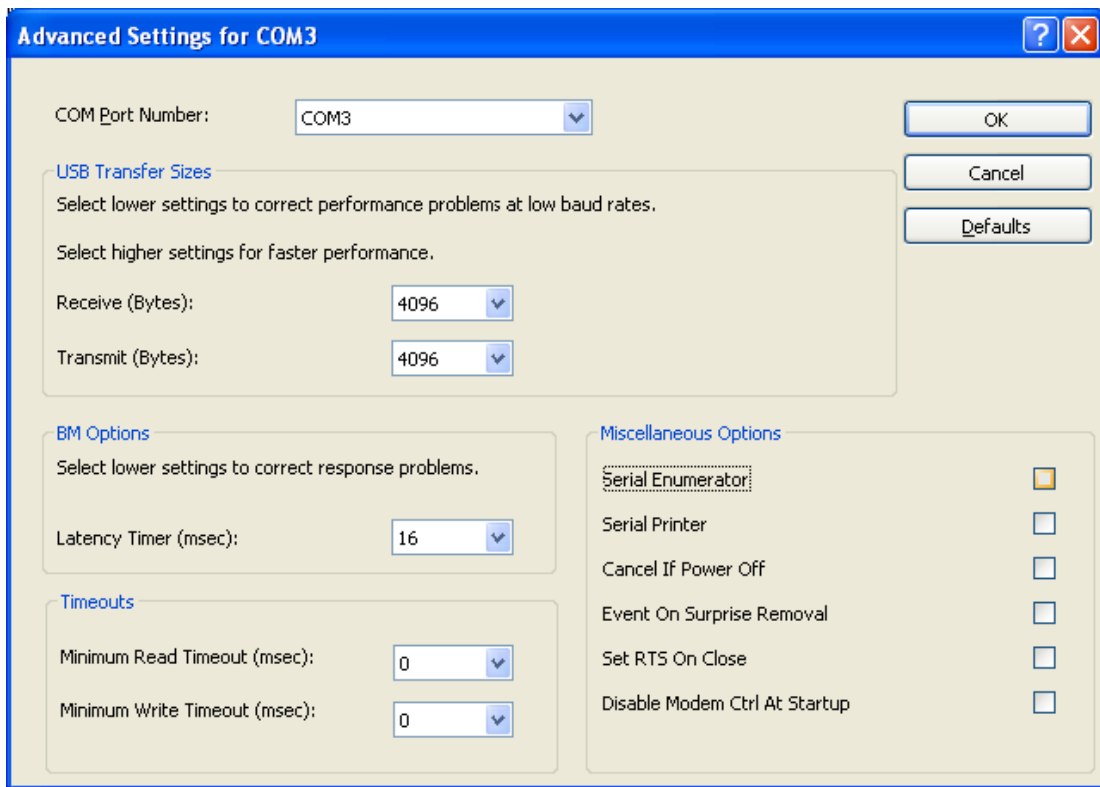 Advanced Settings for COM3
COM Port Number: COM3
OK
USB Transfer Sizes
Cancel
Select lower settings to correct performance problems at low baud rates.
Defaults
Select higher settings for faster performance.
Receive (Bytes): 4096
Transmit (Bytes): 4096
BM Options
Select lower settings to correct response problems.
Latency Timer (msec): 16
Timeouts
Minimum Read Timeout (msec): 0
Minimum Write Timeout (msec): 0
Miscellaneous Options
Serial Enumerator
Serial Printer
Cancel If Power Off
Event On Surprise Removal
Set RTS On Close
Disable Modem Ctrl At Startup